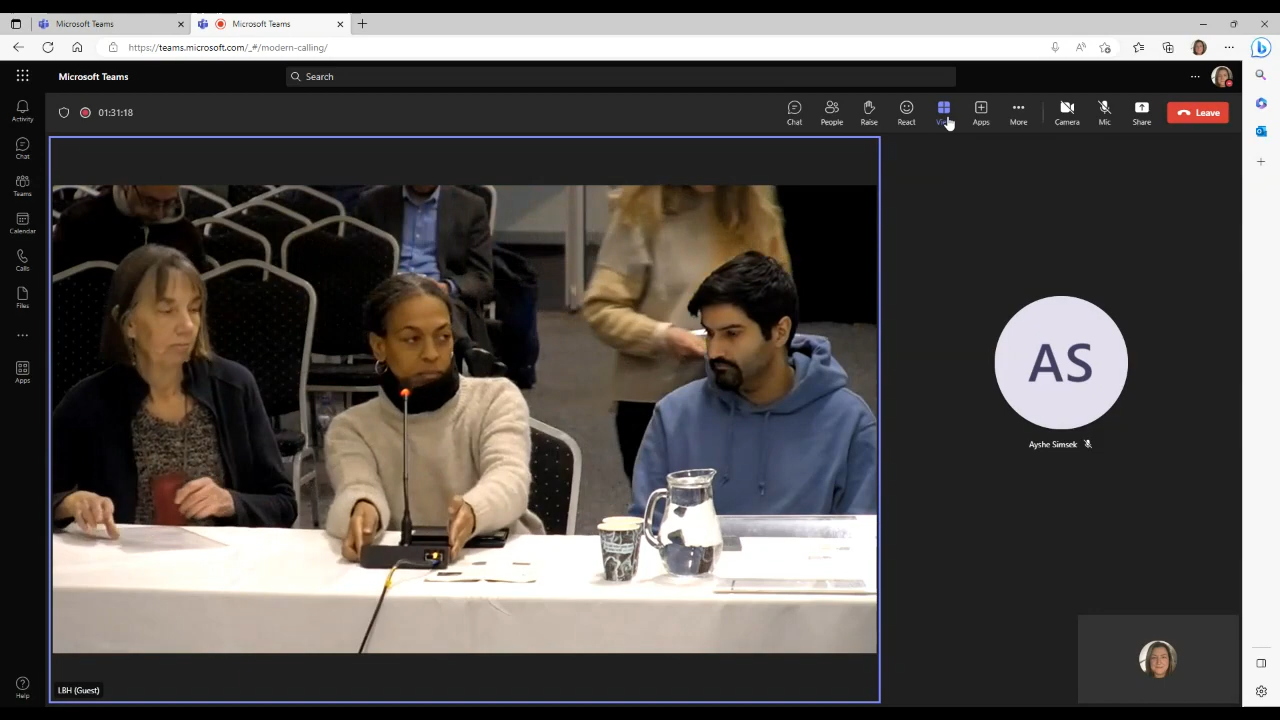 Microsoft Teams
Microsoft Teams
https://teams.microsoft.com/_#/modern-calling/
Microsoft Teams
Search
01:31:18
Chat
People
Raise
React
View
Apps
More
Camera
Mic
Share
Leave
Activity
Chat
Teams
Calendar
Calls
Files
Apps
Help
AS
Ayshe Simsek
LBH (Guest)